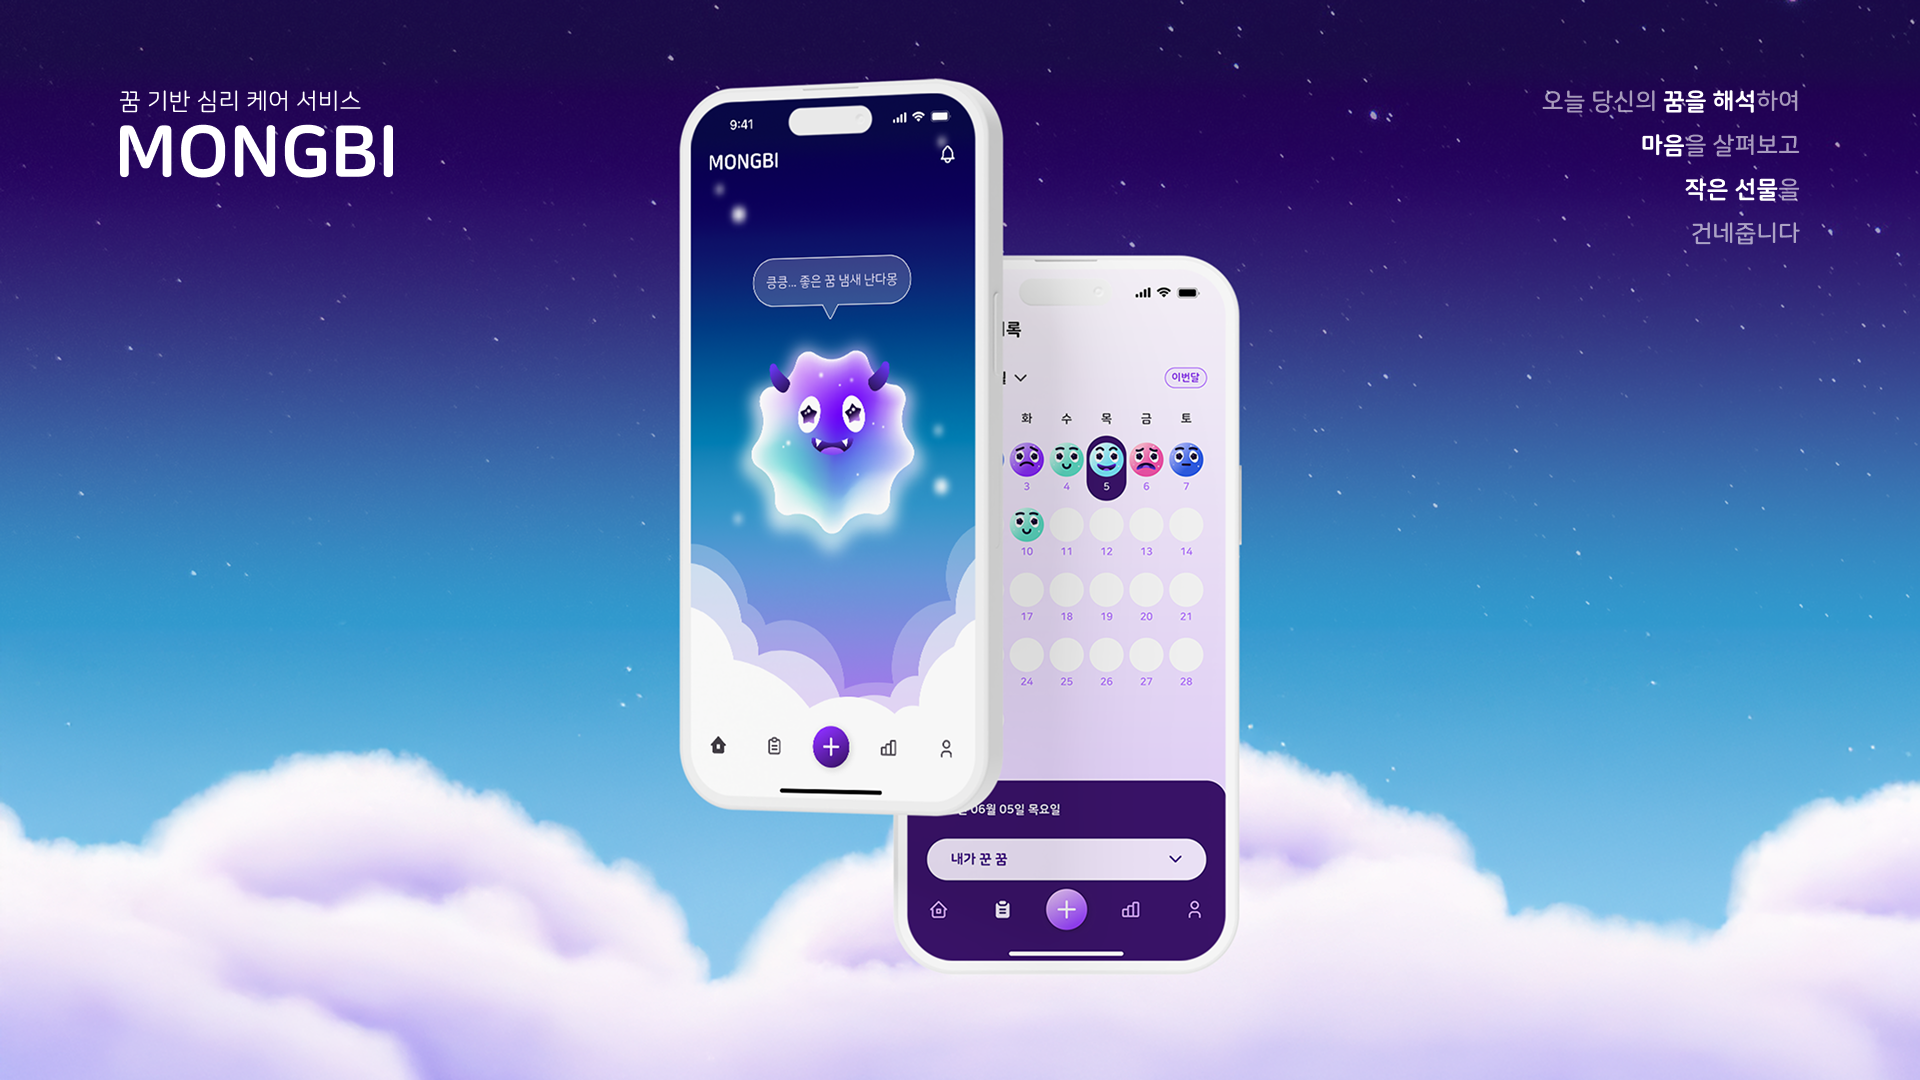 꿈 기반 심리 케어 서비스
MONGBI
오늘 당신의 꿈을 해석하여
마음을 살펴보고
작은 선물을
건네줍니다
9:41
MONGBI
킁킁... 좋은 꿈 냄새 난다몽
록
이번달
화 수 목 금 토
3 4 5 6 7
10 11 12 13 14
17 18 19 20 21
24 25 26 27 28
06월 05일 목요일
내가 꾼 꿈